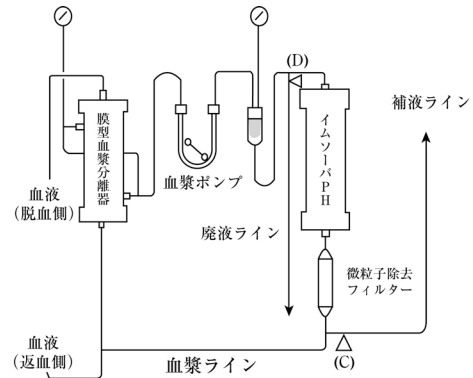 (D)
補液ライン
膜型血漿分離器
イムソーバPH
血液
(脱血側)
血漿ポンプ
廃液ライン
微粒子除去
フィルター
血液
(返血側)
血漿ライン
(C)